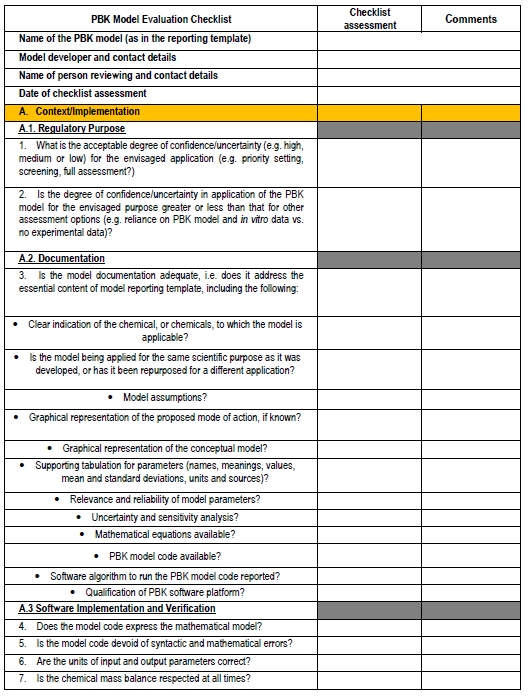 PBK Model Evaluation Checklist
Checklist
assessment
Comments
Name of the PBK model (as in the reporting template)
Model developer and contact details
Name of person reviewing and contact details
Date of checklist assessment
A. Context/Implementation
A.1. Regulatory Purpose
1. What is the acceptable degree of confidence/uncertainty (e.g. high,
medium or low) for the envisaged application (e.g. priority setting,
screening, full assessment?)
2. Is the degree of confidence/uncertainty in application of the PBK
model for the envisaged purpose greater or less than that for other
assessment options (e.g. reliance on PBK model and in vitro data vs.
no experimental data)?
A.2. Documentation
3. Is the model documentation adequate, i.e. does it address the
essential content of model reporting template, including the following:
• Clear indication of the chemical, or chemicals, to which the model is
applicable?
• Is the model being applied for the same scientific purpose as it was
developed, or has it been repurposed for a different application?
• Model assumptions?
• Graphical representation of the proposed mode of action, if known?
• Graphical representation of the conceptual model?
• Supporting tabulation for parameters (names, meanings, values,
mean and standard deviations, units and sources)?
• Relevance and reliability of model parameters?
• Uncertainty and sensitivity analysis?
• Mathematical equations available?
• PBK model code available?
• Software algorithm to run the PBK model code reported?
• Qualification of PBK software platform?
A.3 Software Implementation and Verification
4. Does the model code express the mathematical model?
5. Is the model code devoid of syntactic and mathematical errors?
6. Are the units of input and output parameters correct?
7. Is the chemical mass balance respected at all times?